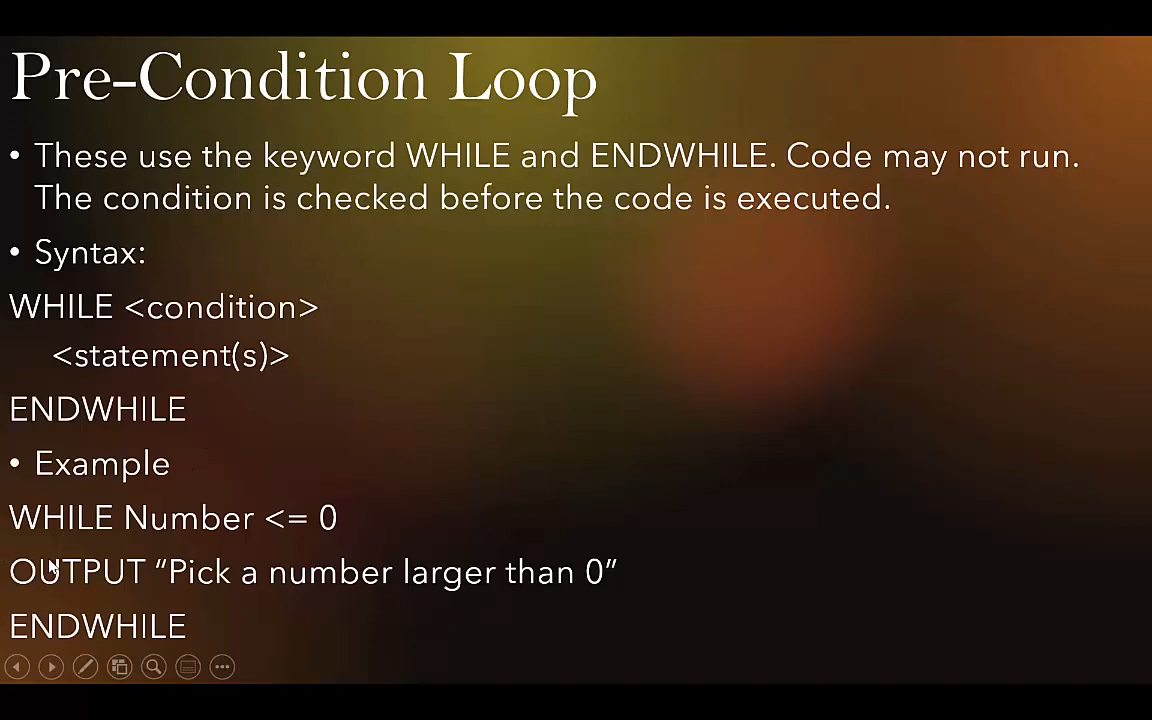 Pre-Condition Loop
• These use the keyword WHILE and ENDWHILE. Code may not run.
The condition is checked before the code is executed.
• Syntax:
WHILE <condition>
<statement(s)>
ENDWHILE
• Example
WHILE Number <= 0
OUTPUT “Pick a number larger than 0”
ENDWHILE